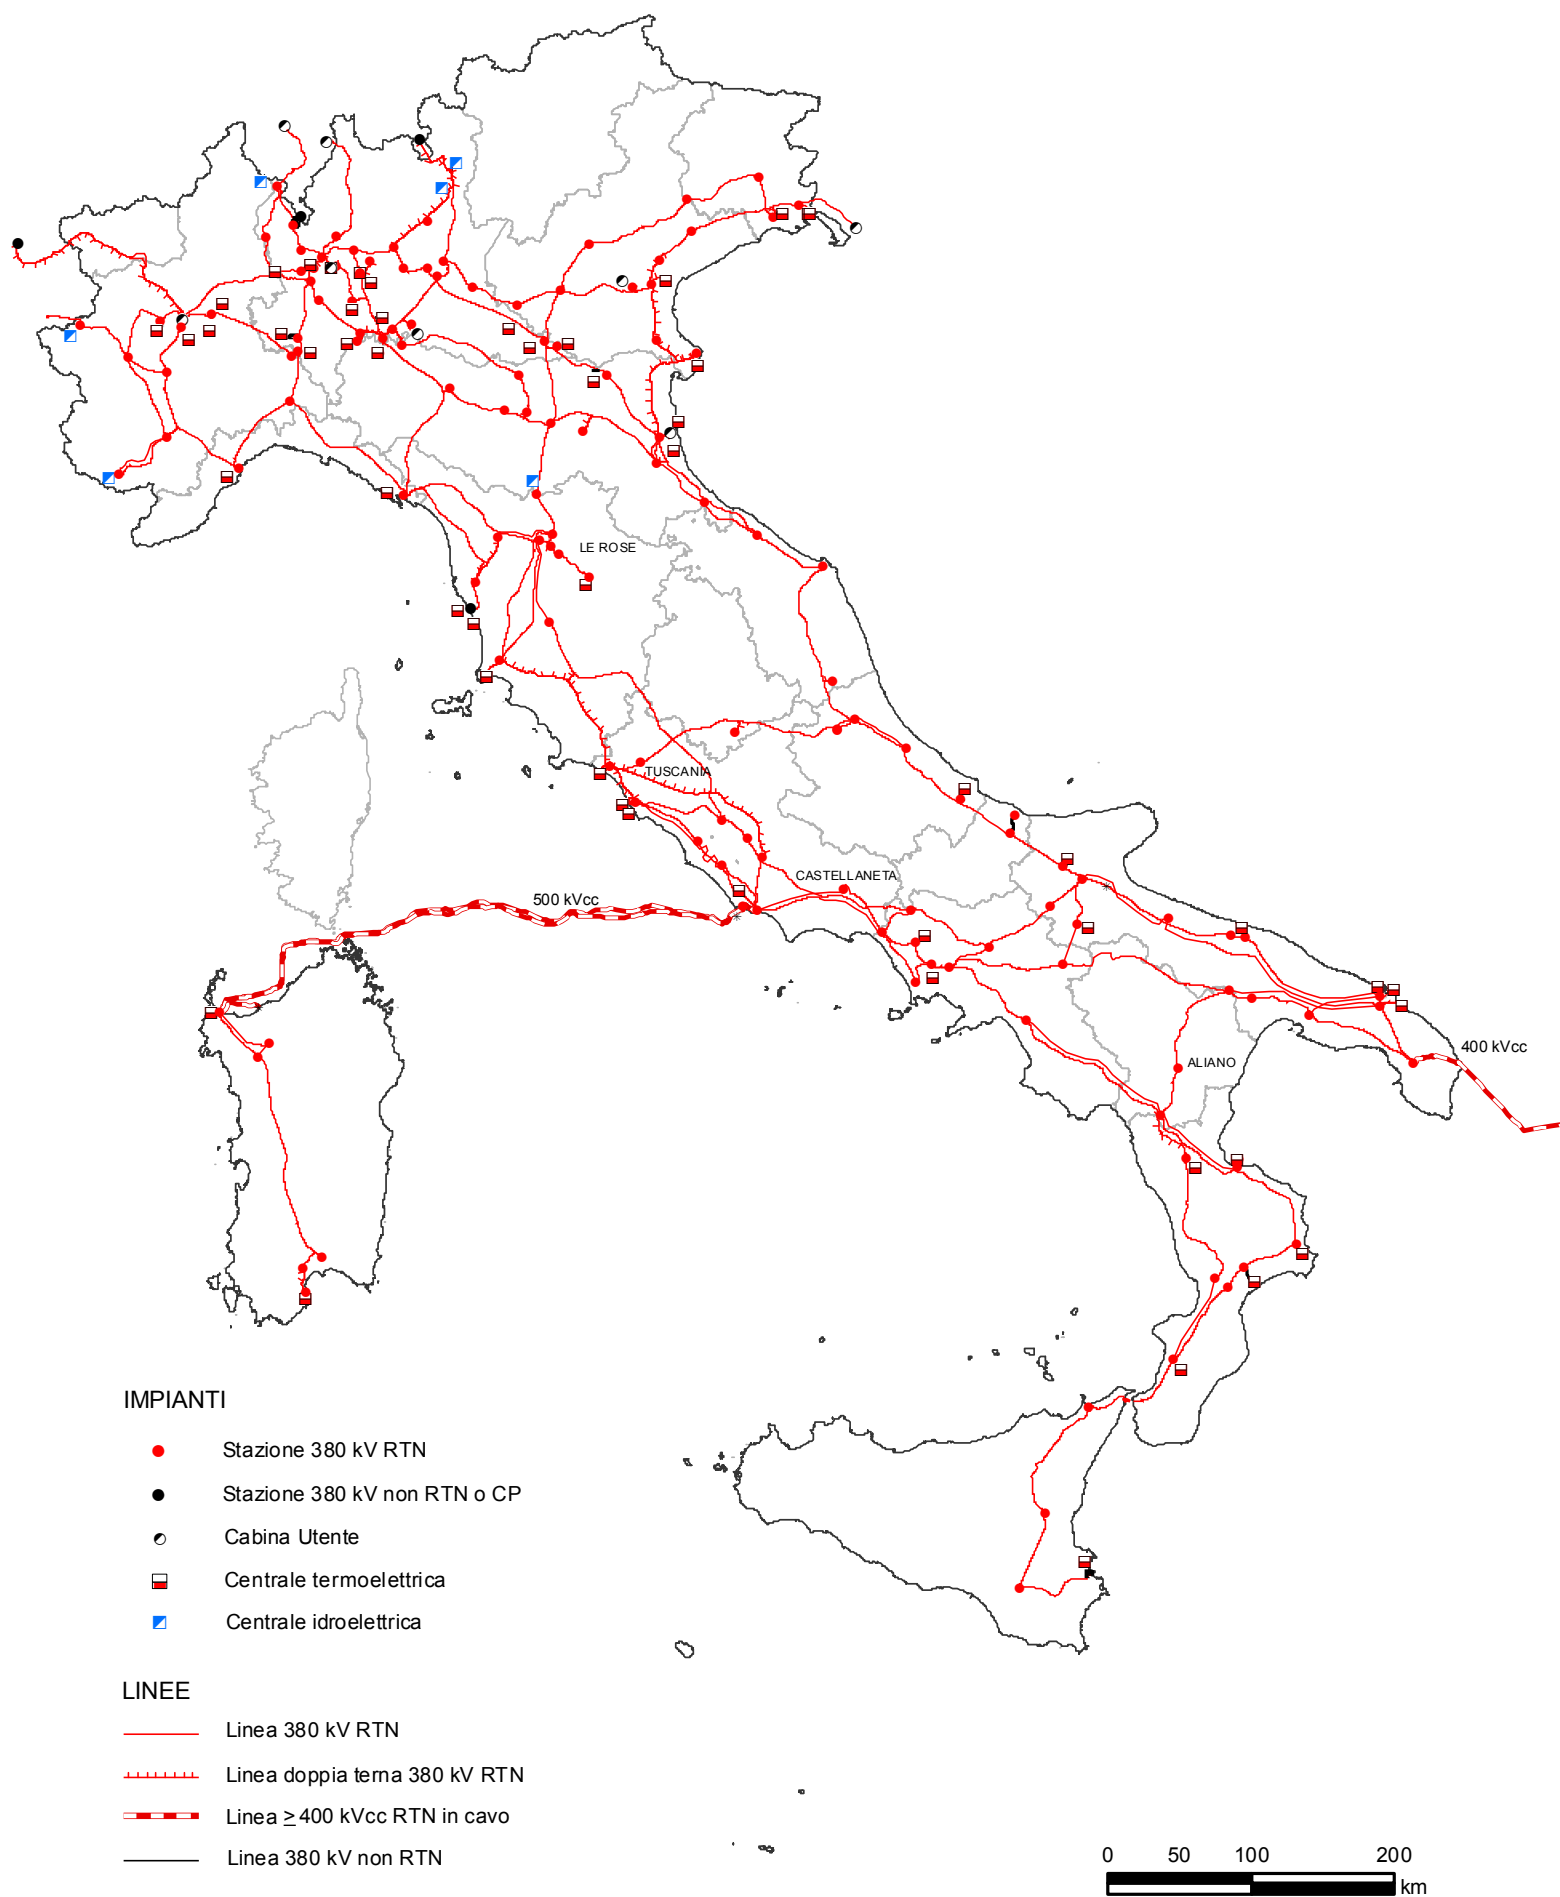 LE ROSE
TUSCANIA
CASTELLANETA
500 kVcc
400 kVcc
ALIANO
IMPIANTI
Stazione 380 kV RTN
Stazione 380 kV non RTN o CP
Cabina Utente
Centrale termoelettrica
Centrale idroelettrica
LINEE
Linea 380 kV RTN
Linea doppia terna 380 kV RTN
Linea ≥ 400 kVcc RTN in cavo
Linea 380 kV non RTN
0 50 100 200
km